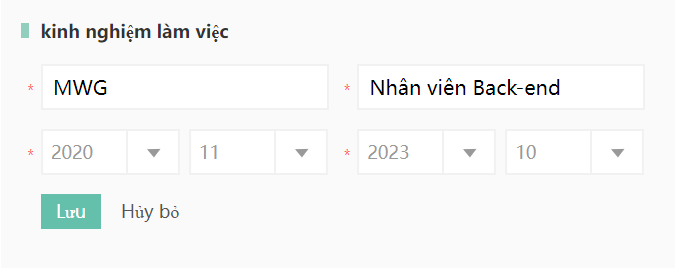 kinh nghiệm làm việc
* MWG * Nhân viên Back-end
* 2020 11 * 2023 10
Lưu Hủy bỏ